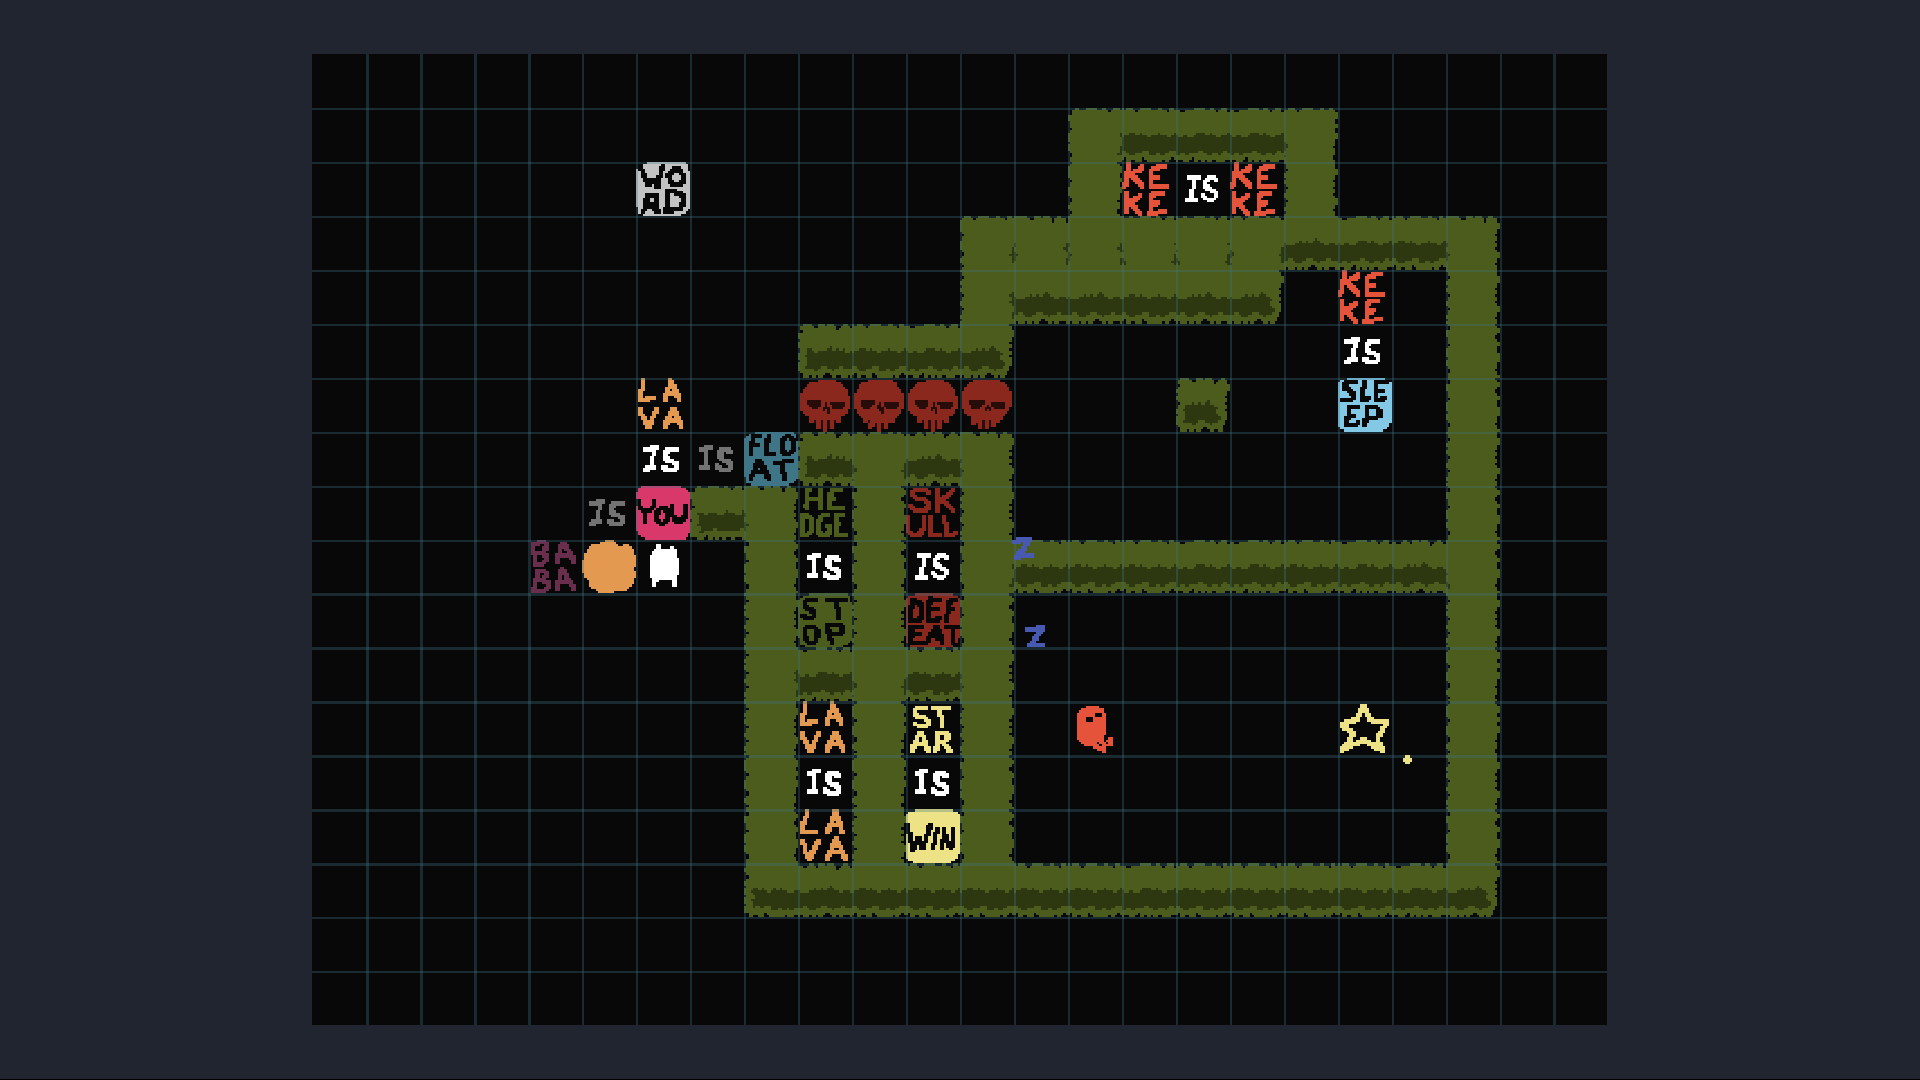 WORD
KEKE IS KEKE
KEKE
IS
SLEEP
LAVA
IS IS FLOAT
IS YOU
BABA
HEDGE
IS
STOP
SKULL
IS
DEFEAT
LAVA
IS
LAVA
STAR
IS
WIN
Z
Z